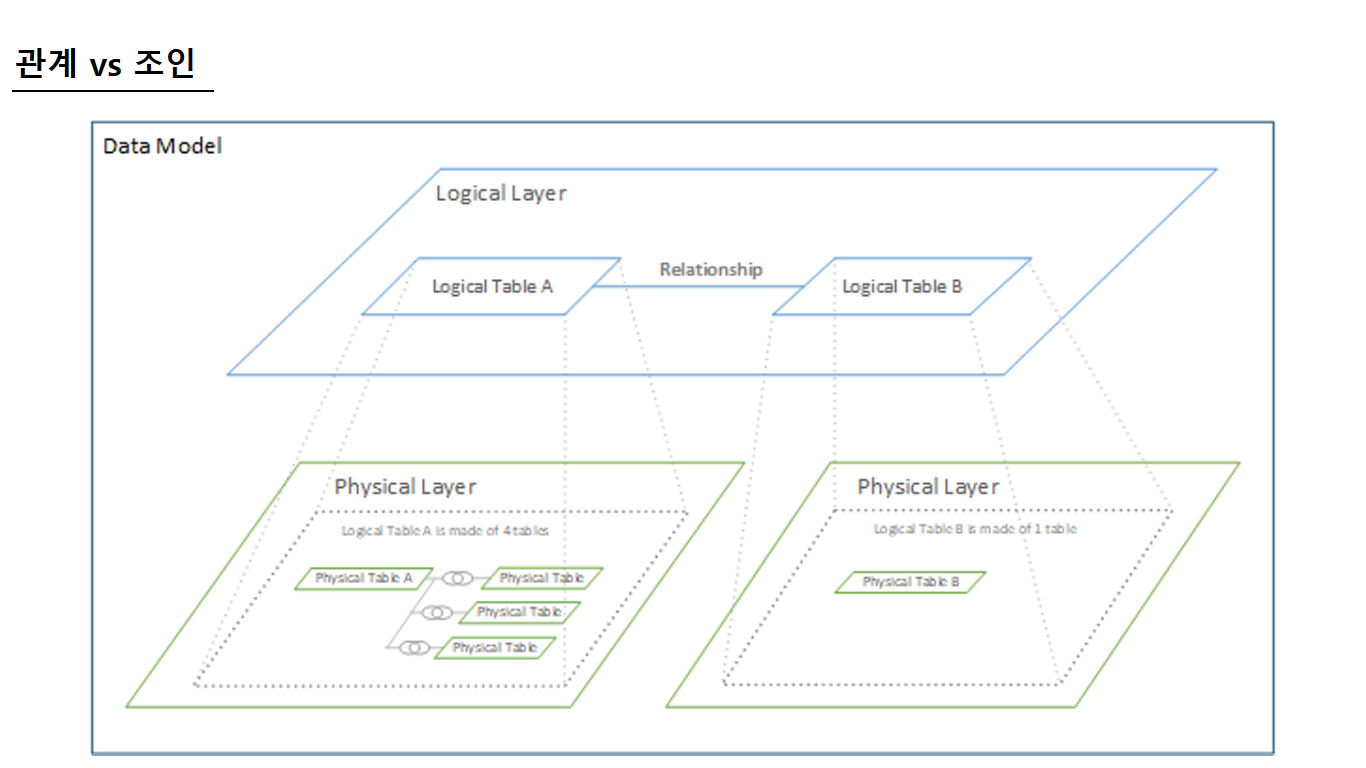 관계 vs 조인
Data Model
Logical Layer
Relationship
Logical Table A
Logical Table B
Physical Layer
Physical Layer
Logical Table A is made of 4 tables
Logical Table B is made of 1 table
Physical Table A
Physical Table
Physical Table B
Physical Table
Physical Table